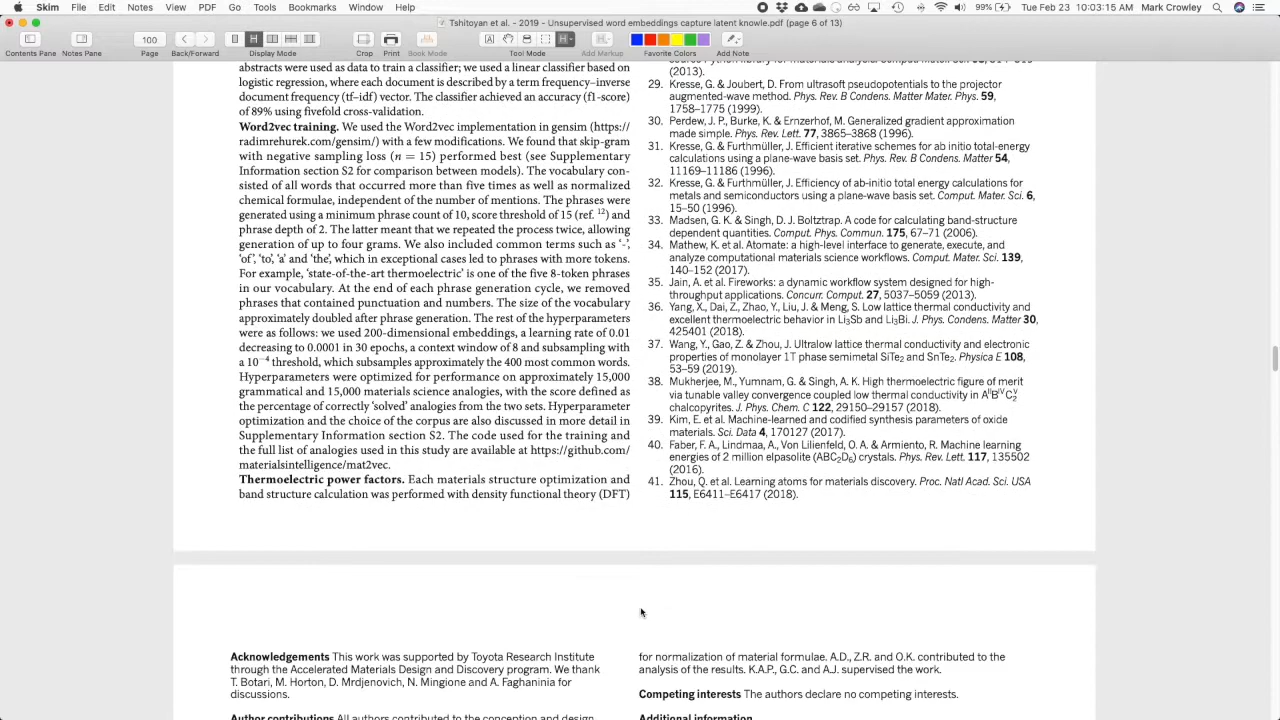 Skim File Edit View PDF Go Tools Bookmarks Window Help 99% Tue Feb 23 10:03:15 AM Mark Crowley
Tshitoyan et al. - 2019 - Unsupervised word embeddings capture latent knowle.pdf (page 6 of 13)
100
Contents Pane Notes Pane Page Back/Forward Display Mode Crop Print Book Mode Tool Mode Add Markup Favorite Colors Add Note
abstracts were used as data to train a classifier; we used a linear classifier based on
logistic regression, where each document is described by a term frequency–inverse
document frequency (tf–idf) vector. The classifier achieved an accuracy (f1-score)
of 89% using fivefold cross-validation.
Word2vec training. We used the Word2vec implementation in gensim (https://
radimrehurek.com/gensim/) with a few modifications. We found that skip-gram
with negative sampling loss (n = 15) performed best (see Supplementary
Information section S2 for comparison between models). The vocabulary con-
sisted of all words that occurred more than five times as well as normalized
chemical formulae, independent of the number of mentions. The phrases were
generated using a minimum phrase count of 10, score threshold of 15 (ref. 12) and
phrase depth of 2. The latter meant that we repeated the process twice, allowing
generation of up to four grams. We also included common terms such as ‘-’,
‘of’, ‘to’, ‘a’ and ‘the’, which in exceptional cases led to phrases with more tokens.
For example, ‘state-of-the-art thermoelectric’ is one of the five 8-token phrases
in our vocabulary. At the end of each phrase generation cycle, we removed
phrases that contained punctuation and numbers. The size of the vocabulary
approximately doubled after phrase generation. The rest of the hyperparameters
were as follows: we used 200-dimensional embeddings, a learning rate of 0.01
decreasing to 0.0001 in 30 epochs, a context window of 8 and subsampling with
a 10−4 threshold, which subsamples approximately the 400 most common words.
Hyperparameters were optimized for performance on approximately 15,000
grammatical and 15,000 materials science analogies, with the score defined as
the percentage of correctly ‘solved’ analogies from the two sets. Hyperparameter
optimization and the choice of the corpus are also discussed in more detail in
Supplementary Information section S2. The code used for the training and
the full list of analogies used in this study are available at https://github.com/
materialsintelligence/mat2vec.
Thermoelectric power factors. Each materials structure optimization and
band structure calculation was performed with density functional theory (DFT)
(2013).
29. Kresse, G. & Joubert, D. From ultrasoft pseudopotentials to the projector
augmented-wave method. Phys. Rev. B Condens. Matter Mater. Phys. 59,
1758–1775 (1999).
30. Perdew, J. P., Burke, K. & Ernzerhof, M. Generalized gradient approximation
made simple. Phys. Rev. Lett. 77, 3865–3868 (1996).
31. Kresse, G. & Furthmüller, J. Efficient iterative schemes for ab initio total-energy
calculations using a plane-wave basis set. Phys. Rev. B Condens. Matter 54,
11169–11186 (1996).
32. Kresse, G. & Furthmüller, J. Efficiency of ab-initio total energy calculations for
metals and semiconductors using a plane-wave basis set. Comput. Mater. Sci. 6,
15–50 (1996).
33. Madsen, G. K. & Singh, D. J. Boltztrap. A code for calculating band-structure
dependent quantities. Comput. Phys. Commun. 175, 67–71 (2006).
34. Mathew, K. et al. Atomate: a high-level interface to generate, execute, and
analyze computational materials science workflows. Comput. Mater. Sci. 139,
140–152 (2017).
35. Jain, A. et al. Fireworks: a dynamic workflow system designed for high-
throughput applications. Concurr. Comput. 27, 5037–5059 (2013).
36. Yang, X., Dai, Z., Zhao, Y., Liu, J. & Meng, S. Low lattice thermal conductivity and
excellent thermoelectric behavior in Li3Sb and Li3Bi. J. Phys. Condens. Matter 30,
425401 (2018).
37. Wang, Y., Gao, Z. & Zhou, J. Ultralow lattice thermal conductivity and electronic
properties of monolayer 1T phase semimetal SiTe2 and SnTe2. Physica E 108,
53–59 (2019).
38. Mukherjee, M., Yumnam, G. & Singh, A. K. High thermoelectric figure of merit
via tunable valley convergence coupled low thermal conductivity in AIIBIVC2V
chalcopyrites. J. Phys. Chem. C 122, 29150–29157 (2018).
39. Kim, E. et al. Machine-learned and codified synthesis parameters of oxide
materials. Sci. Data 4, 170127 (2017).
40. Faber, F. A., Lindmaa, A., Von Lilienfeld, O. A. & Armiento, R. Machine learning
energies of 2 million elpasolite (ABC2D6) crystals. Phys. Rev. Lett. 117, 135502
(2016).
41. Zhou, Q. et al. Learning atoms for materials discovery. Proc. Natl Acad. Sci. USA
115, E6411–E6417 (2018).
Acknowledgements This work was supported by Toyota Research Institute
through the Accelerated Materials Design and Discovery program. We thank
T. Botari, M. Horton, D. Mrdjenovich, N. Mingione and A. Faghaninia for
discussions.
Author contributions All authors contributed to the conception and design
for normalization of material formulae. A.D., Z.R. and O.K. contributed to the
analysis of the results. K.A.P., G.C. and A.J. supervised the work.
Competing interests The authors declare no competing interests.
Additional information